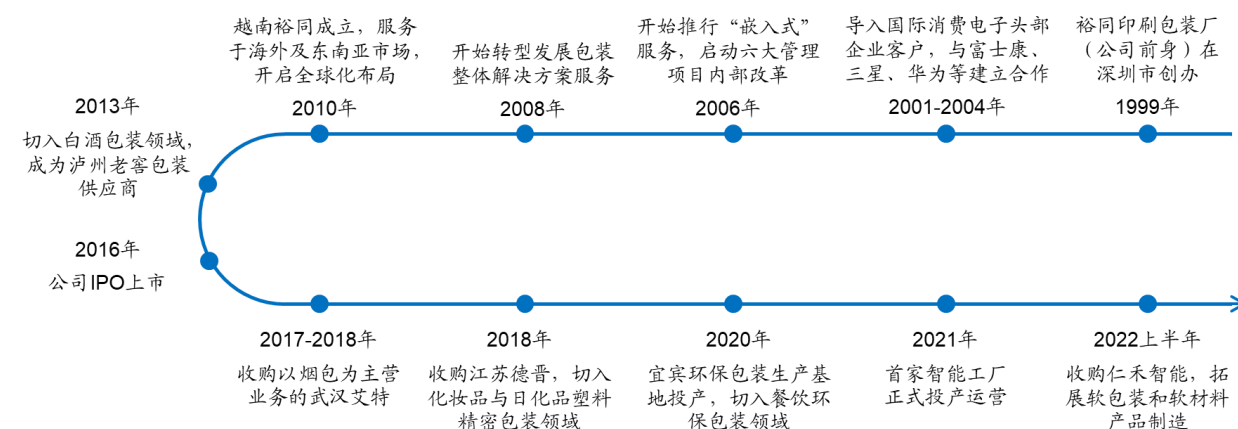 越南裕同成立，服务
于海外及东南亚市场，
开启全球化布局
2010年
开始转型发展包装
整体解决方案服务
2008年
开始推行“嵌入式”
服务，启动六大管理
项目内部改革
2006年
导入国际消费电子头部
企业客户，与富士康、
三星、华为等建立合作
2001-2004年
裕同印刷包装厂
（公司前身）在
深圳市创办
1999年
2013年
切入白酒包装领域，
成为泸州老窖包装
供应商
2016年
公司IPO上市
2017-2018年
收购以烟包为主营
业务的武汉艾特
2018年
收购江苏德晋，切入
化妆品与日化品塑料
精密包装领域
2020年
宜宾环保包装生产基
地投产，切入餐饮环
保包装领域
2021年
首家智能工厂
正式投产运营
2022上半年
收购仁禾智能，拓
展软包装和软材料
产品制造